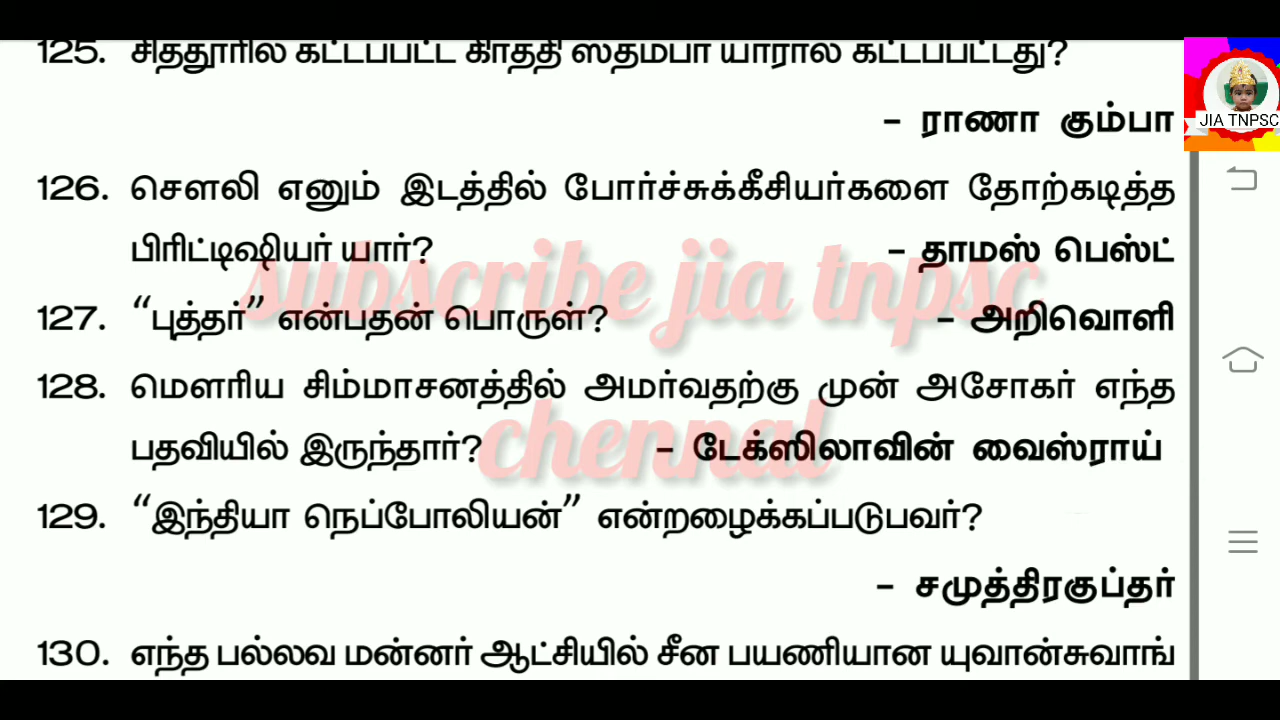 125. சித்தூரில் கட்டப்பட்ட கீர்த்தி ஸ்தம்பா யாரால் கட்டப்பட்டது?
- ராணா கும்பா
JIA TNPSC
126. சௌலி எனும் இடத்தில் போர்ச்சுக்கீசியர்களை தோற்கடித்த
பிரிட்டிஷியர் யார்? - தாமஸ் பெஸ்ட்
subscribe jia tnpsc
127. “புத்தர்” என்பதன் பொருள்? - அறிவொளி
128. மௌரிய சிம்மாசனத்தில் அமர்வதற்கு முன் அசோகர் எந்த
பதவியில் இருந்தார்? - டேக்ஸிலாவின் வைஸ்ராய்
chennal
129. “இந்தியா நெப்போலியன்” என்றழைக்கப்படுபவர்?
- சமுத்திரகுப்தர்
130. எந்த பல்லவ மன்னர் ஆட்சியில் சீன பயணியான யுவான்சுவாங்